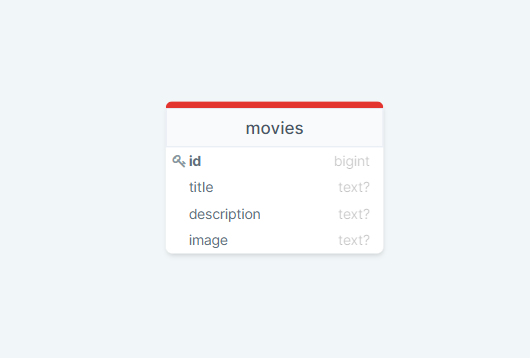 movies
id bigint
title text?
description text?
image text?